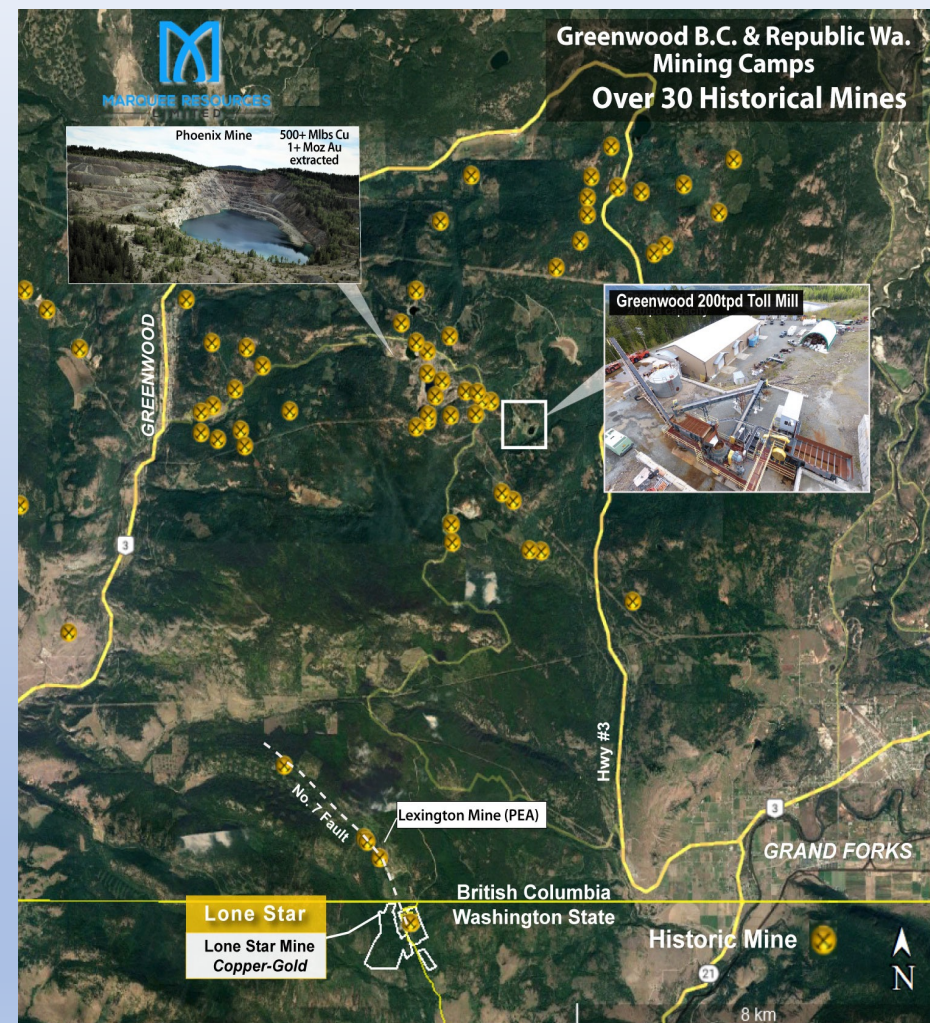 Greenwood B.C. & Republic Wa.
Mining Camps
Over 30 Historical Mines
MARQUEE RESOURCES
LIMITED
Phoenix Mine
500+ Mlbs Cu
1+ Moz Au
extracted
Greenwood 200tpd Toll Mill
GREENWOOD
3
Hwy #3
No. 7 Fault
Lexington Mine (PEA)
3
GRAND FORKS
British Columbia
Washington State
Lone Star
Lone Star Mine
Copper-Gold
Historic Mine
21
N
8 km